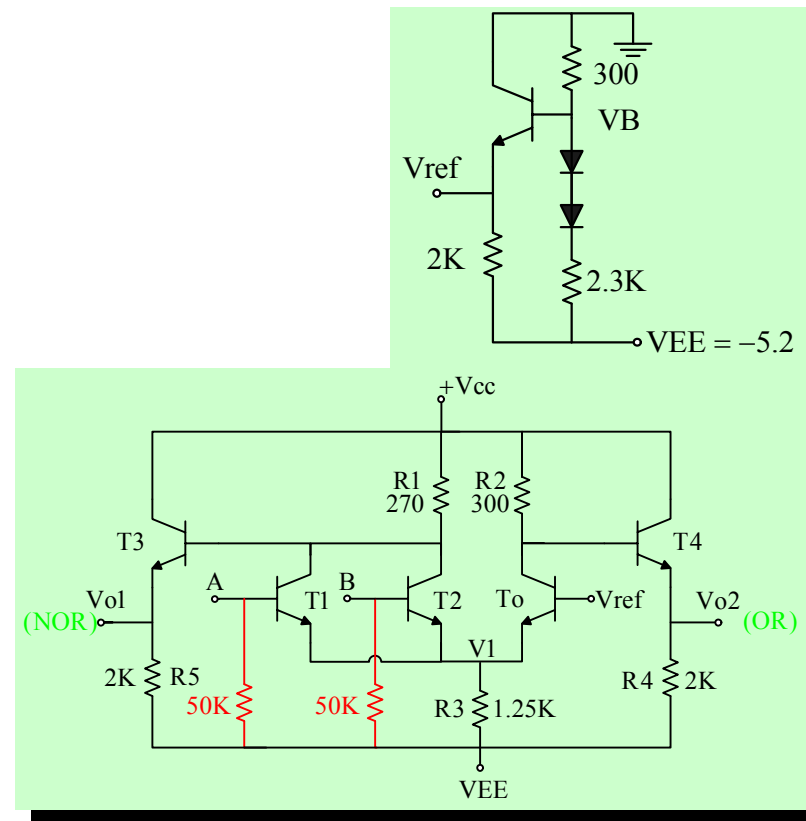 300
VB
Vref
2K
2.3K
VEE = −5.2
+Vcc
R1 R2
270 300
T3 T4
A B
T1 T2 To Vref
Vo1 Vo2
(NOR) (OR)
V1
2K R5 R4 2K
50K 50K R3 1.25K
VEE